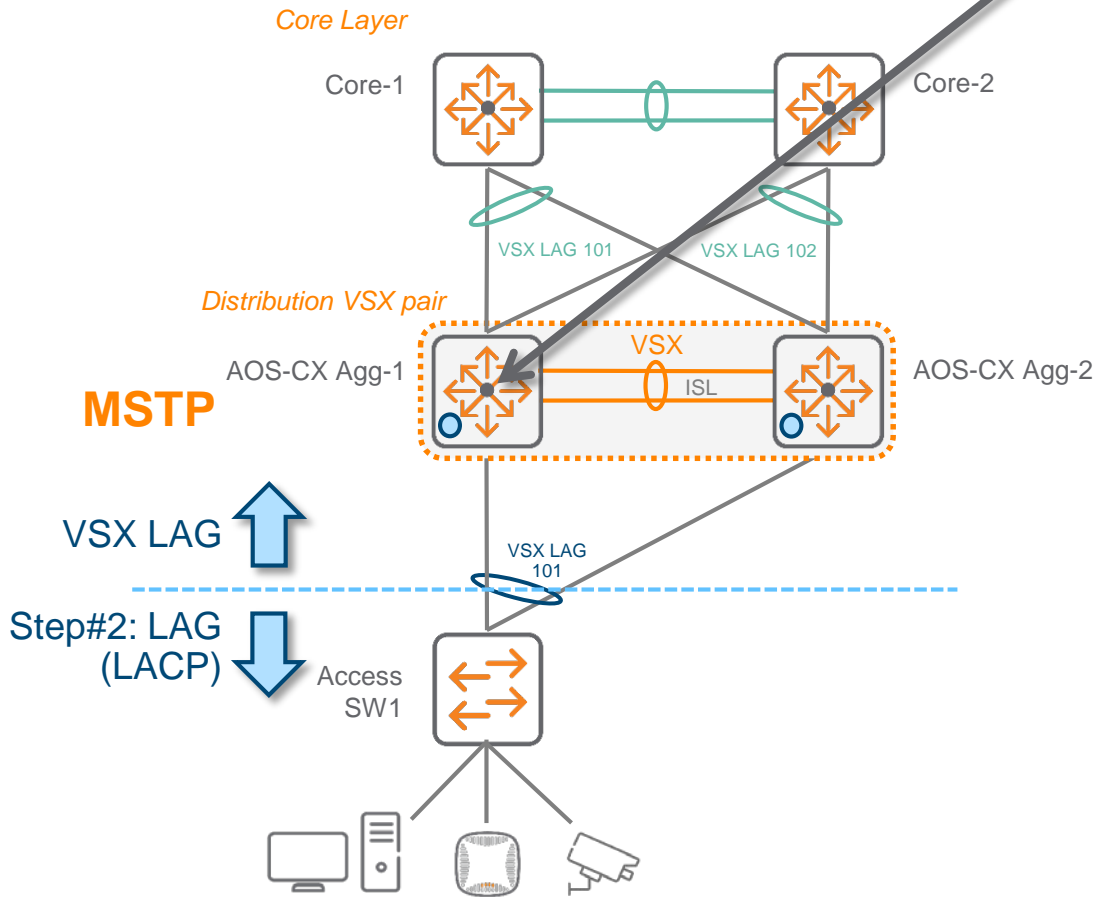 Core Layer
Core-1
Core-2
VSX LAG 101
VSX LAG 102
Distribution VSX pair
VSX
AOS-CX Agg-1
ISL
AOS-CX Agg-2
MSTP
VSX LAG
VSX LAG
101
Step#2: LAG
(LACP)
Access
SW1